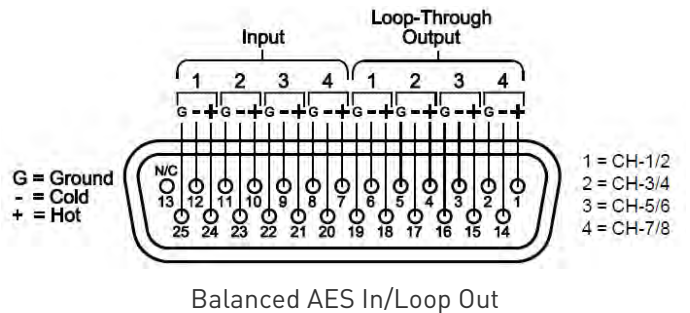 Loop-Through
Input Output
1 2 3 4 1 2 3 4
G - + G - + G - + G - + G - + G - + G - + G - +
G = Ground
- = Cold
+ = Hot
N/C
13 12 11 10 9 8 7 6 5 4 3 2 1
25 24 23 22 21 20 19 18 17 16 15 14
1 = CH-1/2
2 = CH-3/4
3 = CH-5/6
4 = CH-7/8
Balanced AES In/Loop Out